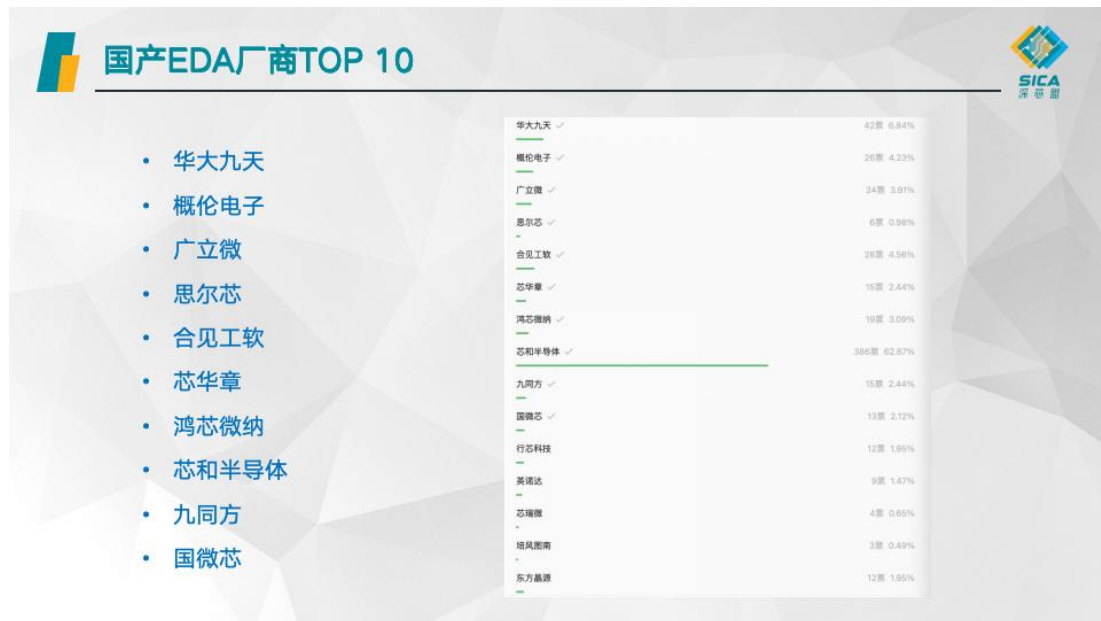 国产EDA厂商TOP 10
SICA
深芯盟
• 华大九天
• 概伦电子
• 广立微
• 思尔芯
• 合见工软
• 芯华章
• 鸿芯微纳
• 芯和半导体
• 九同方
• 国微芯
华大九天 ✓ 42票 6.84%
概伦电子 ✓ 26票 4.23%
广立微 ✓ 24票 3.91%
思尔芯 ✓ 6票 0.98%
合见工软 ✓ 28票 4.56%
芯华章 ✓ 15票 2.44%
鸿芯微纳 ✓ 19票 3.09%
芯和半导体 ✓ 386票 62.87%
九同方 ✓ 15票 2.44%
国微芯 ✓ 13票 2.12%
行芯科技 12票 1.95%
英诺达 9票 1.47%
芯瑞微 4票 0.65%
培风图南 3票 0.49%
东方晶源 12票 1.95%